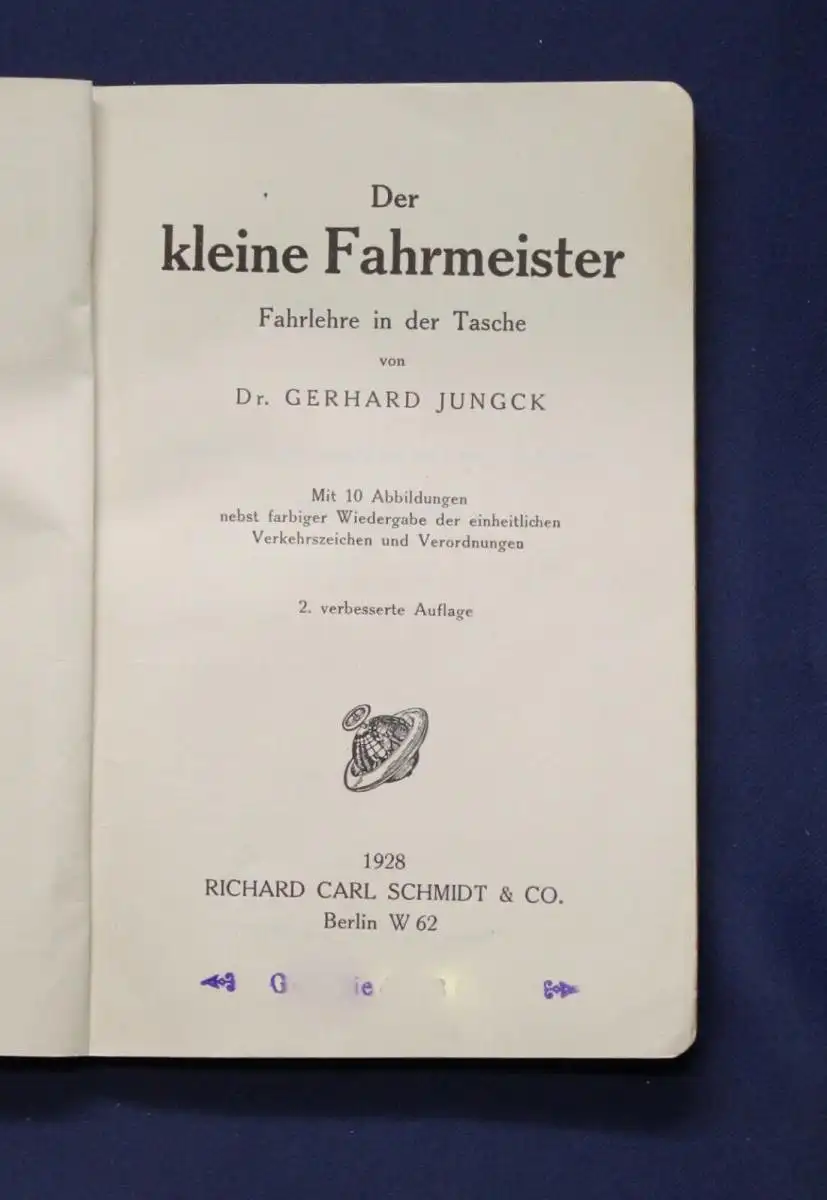 Der
kleine Fahrmeister
Fahrlehre in der Tasche
von
Dr. GERHARD JUNGCK
Mit 10 Abbildungen
nebst farbiger Wiedergabe der einheitlichen
Verkehrszeichen und Verordnungen
2. verbesserte Auflage
1928
RICHARD CARL SCHMIDT & CO.
Berlin W 62